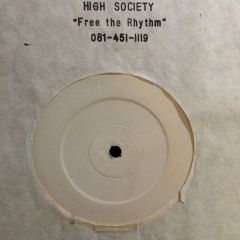 HIGH SOCIETY
"Free the Rhythm"
081-451-1119